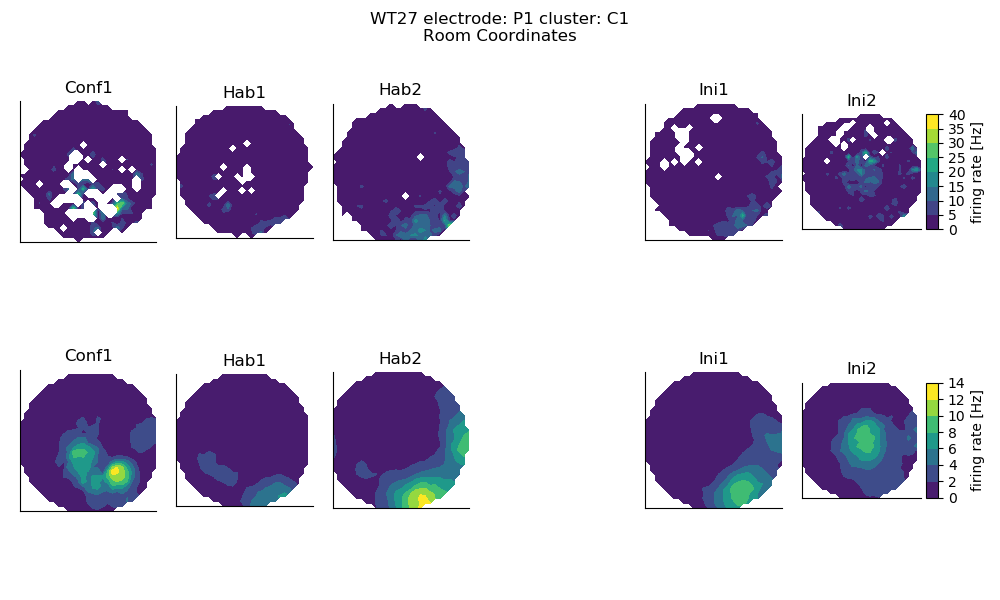 WT27 electrode: P1 cluster: C1
Room Coordinates
Conf1
Hab1
Hab2
Ini1
Ini2
40
35
30
25
20
15
10
5
0
firing rate [Hz]
Conf1
Hab1
Hab2
Ini1
Ini2
14
12
10
8
6
4
2
0
firing rate [Hz]